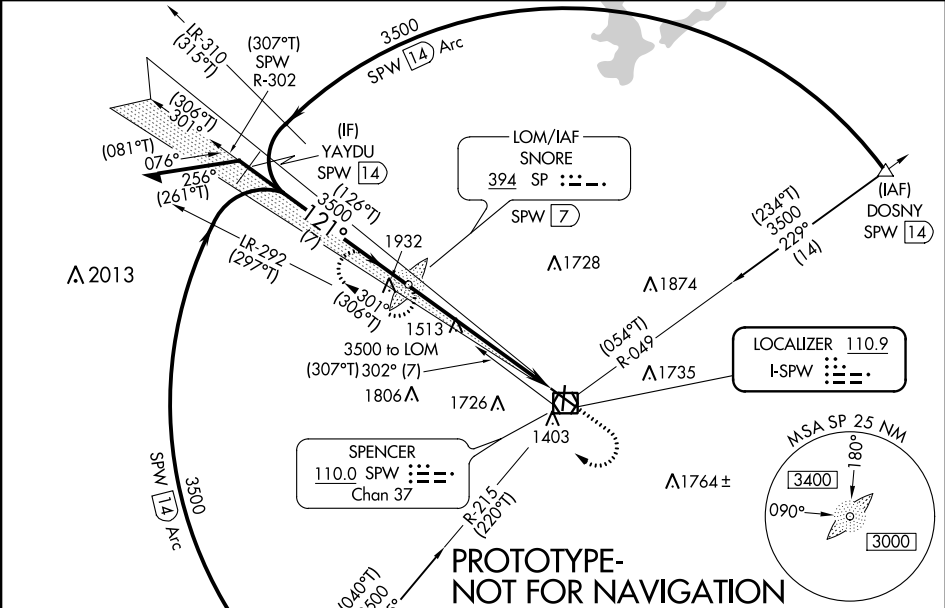 3500
SPW 14 Arc
LR-310
(315°T)
(307°T)
SPW
R-302
(306°T)
301°
(081°T)
076°
256°
(261°T)
(IF)
YAYDU
SPW 14
(126°T)
3500
121°
(7)
LOM/IAF
SNORE
394 SP
SPW 7
(IAF)
DOSNY
SPW 14
(234°T)
3500
229°
(14)
LR-292
(297°T)
2013
1932
1728
1874
301°
(306°T)
1513
3500 to LOM
(307°T) 302° (7)
(054°T)
R-049
LOCALIZER 110.9
I-SPW
1735
1806
1726
1403
SPENCER
110.0 SPW
Chan 37
1764 ±
MSA SP 25 NM
180°
3400
090°
3000
3500
SPW 14 Arc
R-215
(220°T)
(040°T)
PROTOTYPE-
NOT FOR NAVIGATION